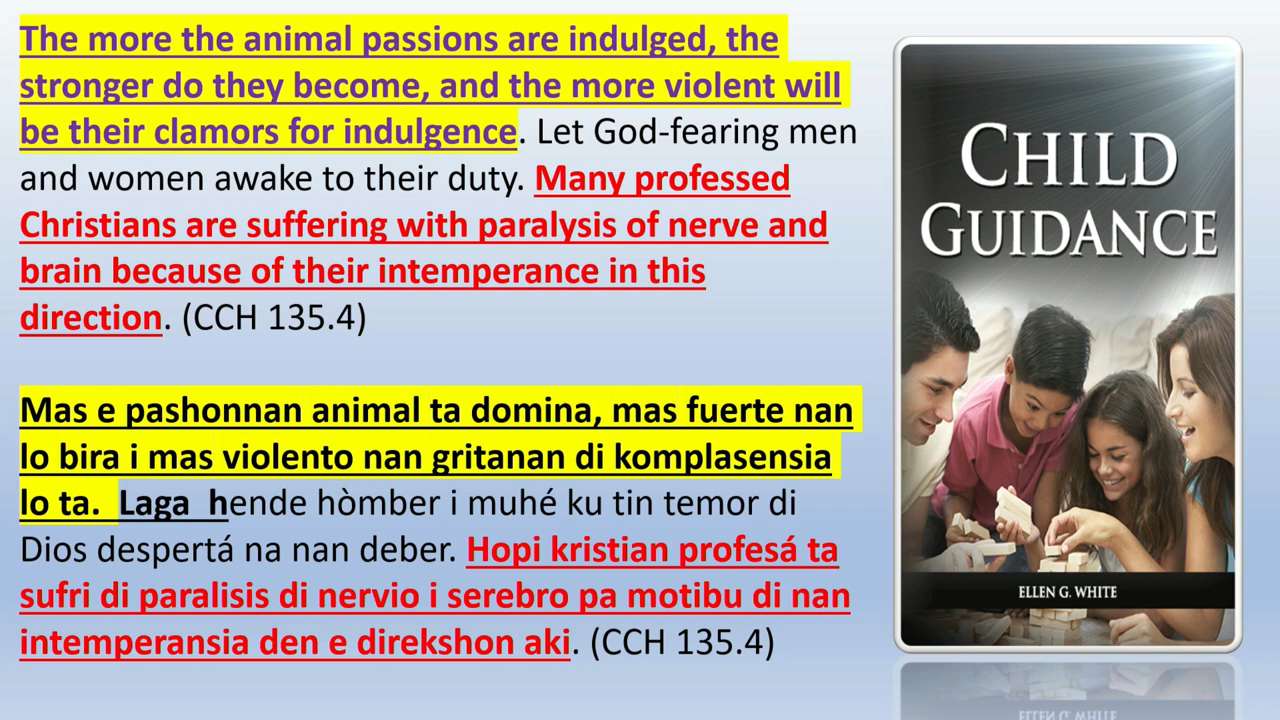 The more the animal passions are indulged, the
stronger do they become, and the more violent will
be their clamors for indulgence. Let God-fearing men
and women awake to their duty. Many professed
Christians are suffering with paralysis of nerve and
brain because of their intemperance in this
direction. (CCH 135.4)
Mas e pashonnan animal ta domina, mas fuerte nan
lo bira i mas violento nan gritanan di komplasensia
lo ta. Laga hende hòmber i muhé ku tin temor di
Dios despertá na nan deber. Hopi kristian profesá ta
sufri di paralisis di nervio i serebro pa motibu di nan
intemperansia den e direkshon aki. (CCH 135.4)
CHILD
GUIDANCE
ELLEN G. WHITE
ELLEN G. WHITE